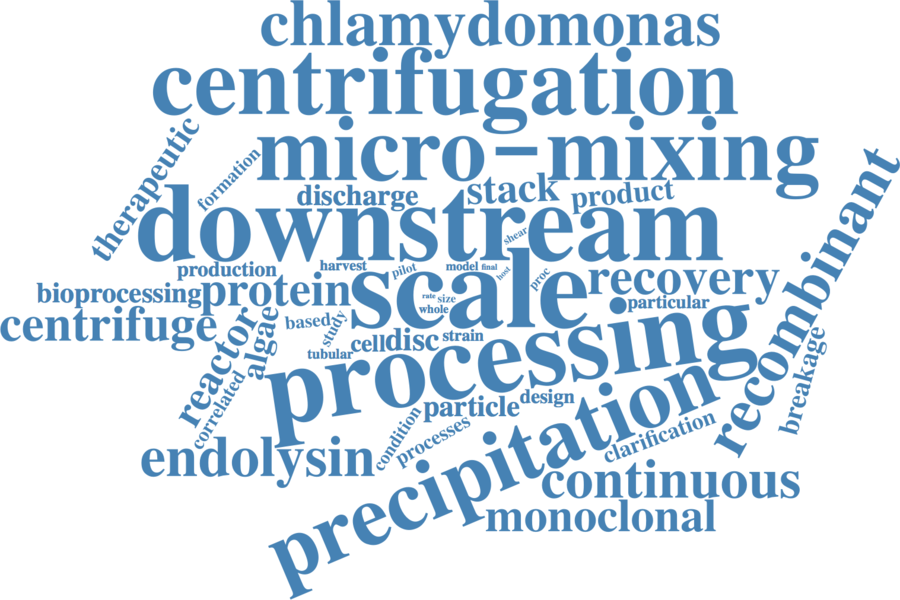 chlamydomonas
centrifugation
micro-mixing
therapeutic
formation
discharge
stack
product
recombinant
downstream
shear
production
harvest
pilot
model
final
host
proc
recovery
bioprocessing
protein
scale
rate
size
whole
particular
centrifuge
reactor
algae
based
study
cell
disc
strain
tubular
processing
breakage
correlated
particle
design
precipitation
condition
processes
clarification
endolysin
continuous
monoclonal